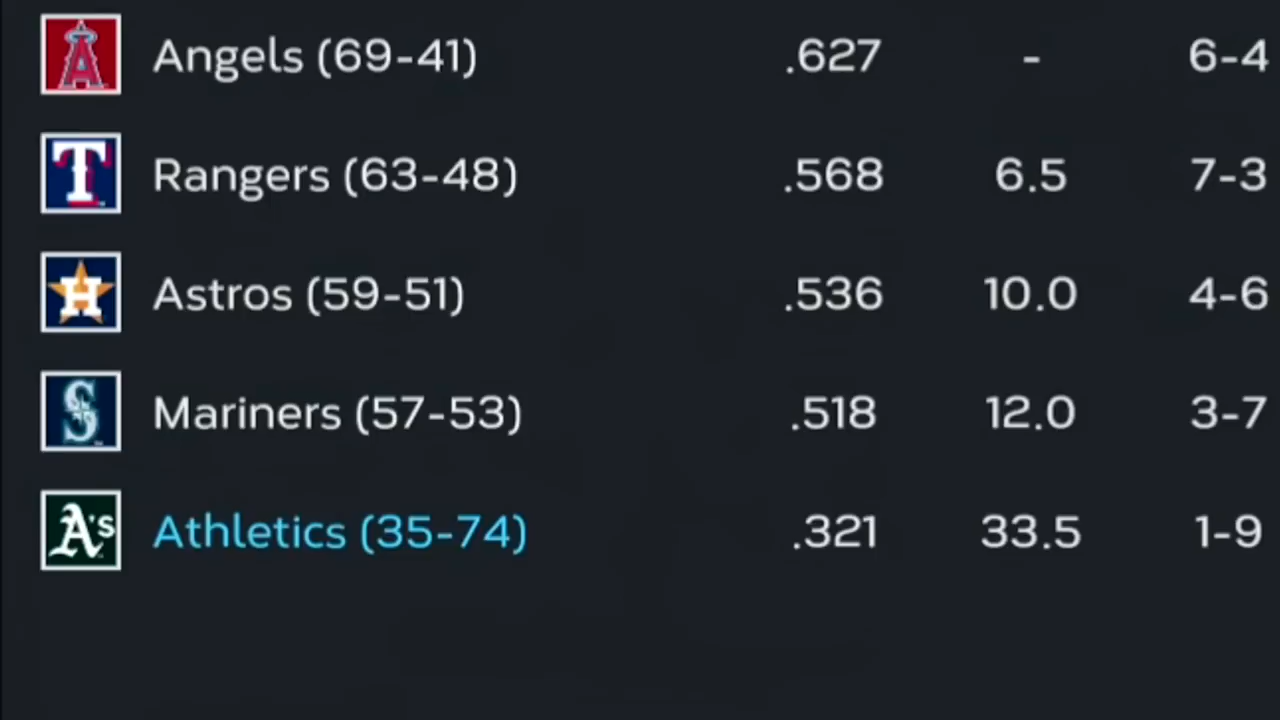 A Angels (69-41) .627 - 6-4
T Rangers (63-48) .568 6.5 7-3
H Astros (59-51) .536 10.0 4-6
S Mariners (57-53) .518 12.0 3-7
A's Athletics (35-74) .321 33.5 1-9